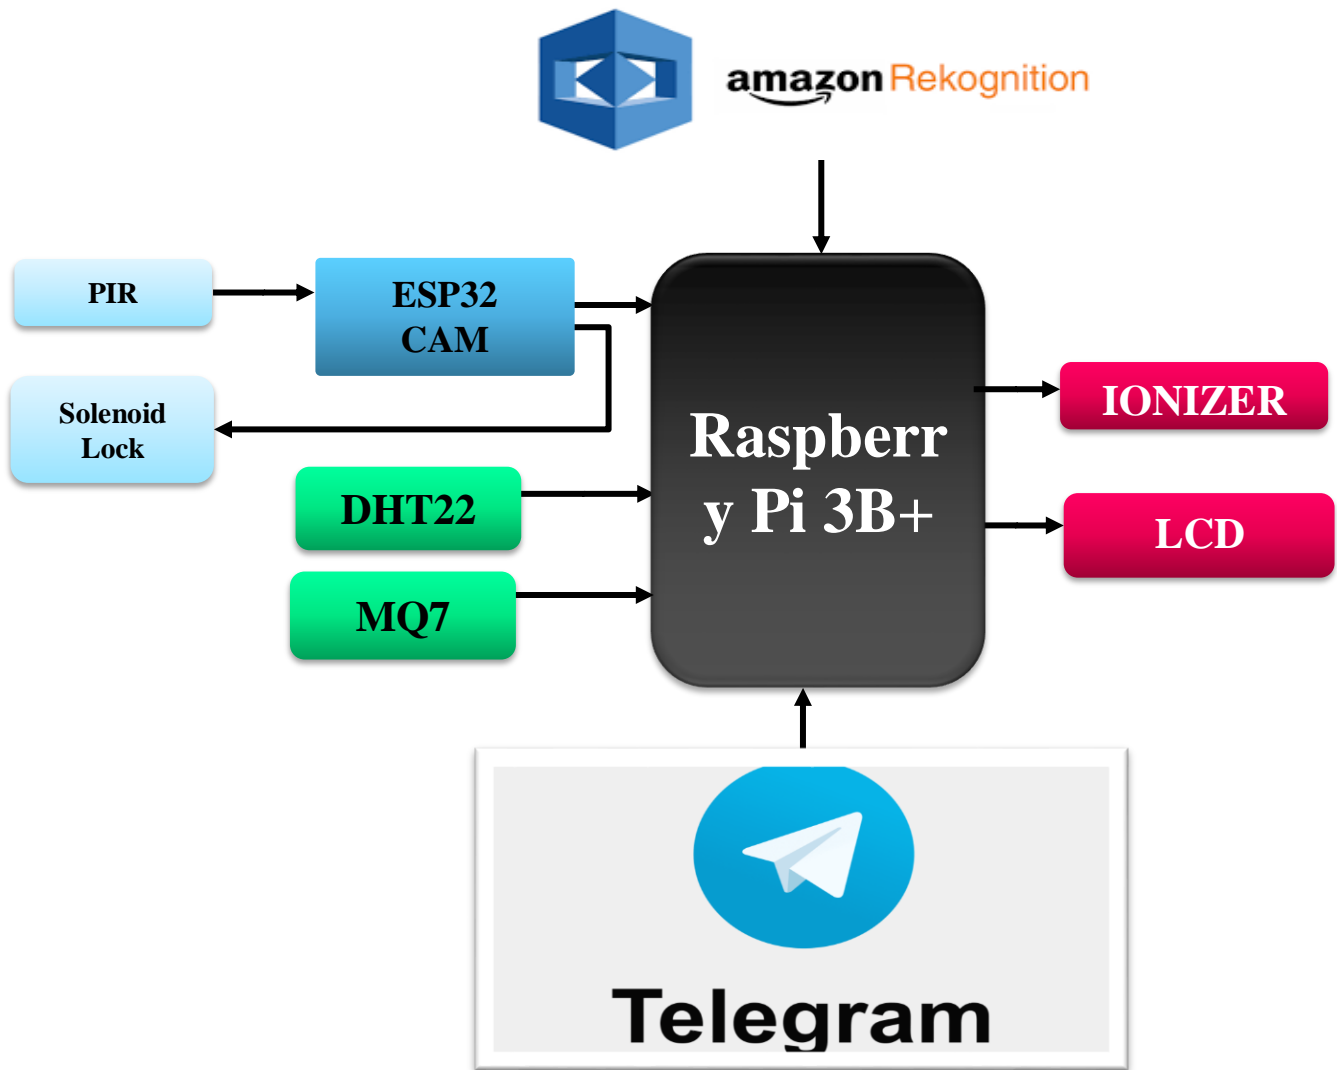 amazon Rekognition
PIR
ESP32
CAM
Solenoid
Lock
DHT22
MQ7
Raspberr
y Pi 3B+
IONIZER
LCD
Telegram